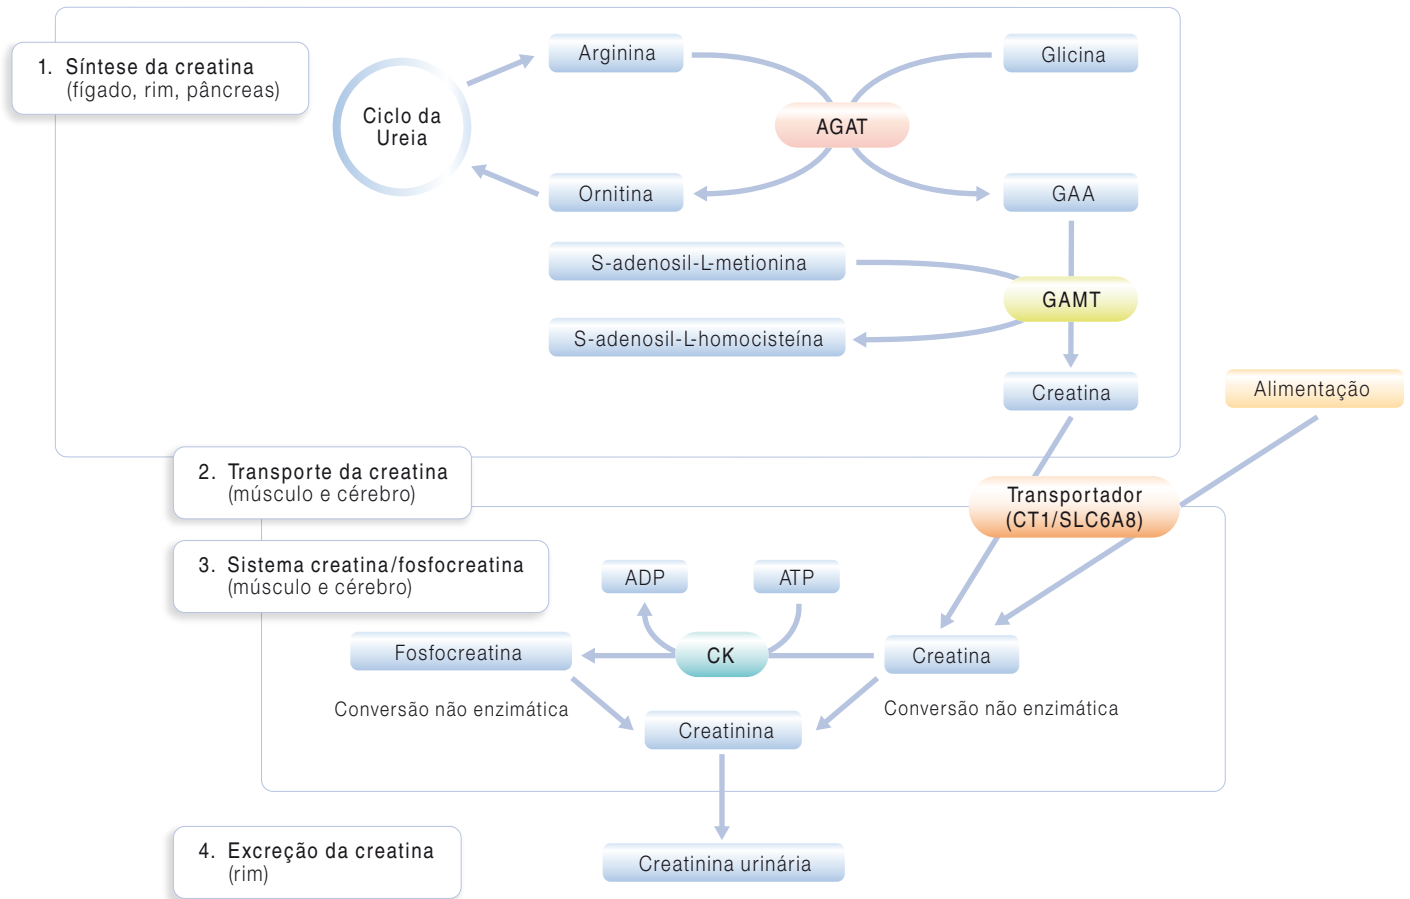 1. Síntese da creatina
(fígado, rim, pâncreas)
Arginina
Glicina
Ciclo da
Ureia
AGAT
Ornitina
GAA
S-adenosil-L-metionina
GAMT
S-adenosil-L-homocisteína
Creatina
Alimentação
2. Transporte da creatina
(músculo e cérebro)
Transportador
(CT1/SLC6A8)
3. Sistema creatina/fosfocreatina
(músculo e cérebro)
ADP
ATP
Fosfocreatina
CK
Creatina
Conversão não enzimática
Conversão não enzimática
Creatinina
4. Excreção da creatina
(rim)
Creatinina urinária